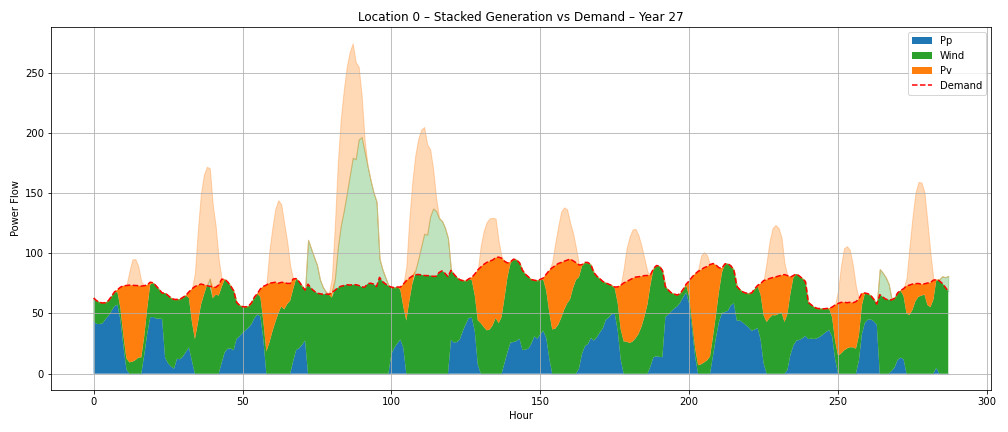 Location 0 – Stacked Generation vs Demand – Year 27
Pp
Wind
Pv
Demand
Power Flow
250
200
150
100
50
0
0 50 100 150 200 250 300
Hour